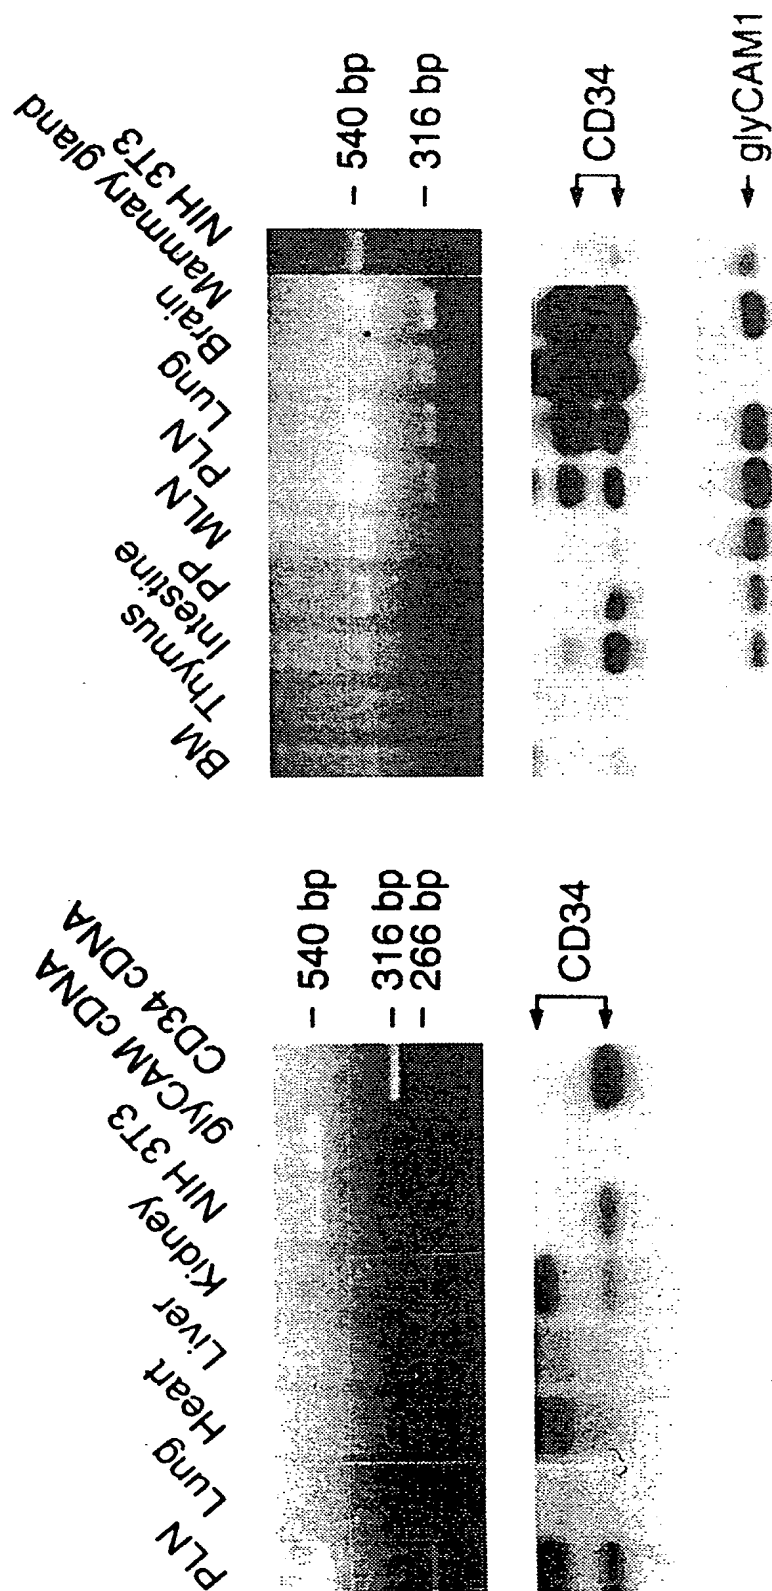 BM
Thymus
Intestine
PP
MLN
PLN
Lung
Brain
Mammary gland
NIH 3T3
– 540 bp
– 316 bp
CD34
glyCAM1
PLN
Lung
Heart
Liver
Kidney
NIH 3T3
glyCAM cDNA
CD34 cDNA
– 540 bp
– 316 bp
– 266 bp
CD34